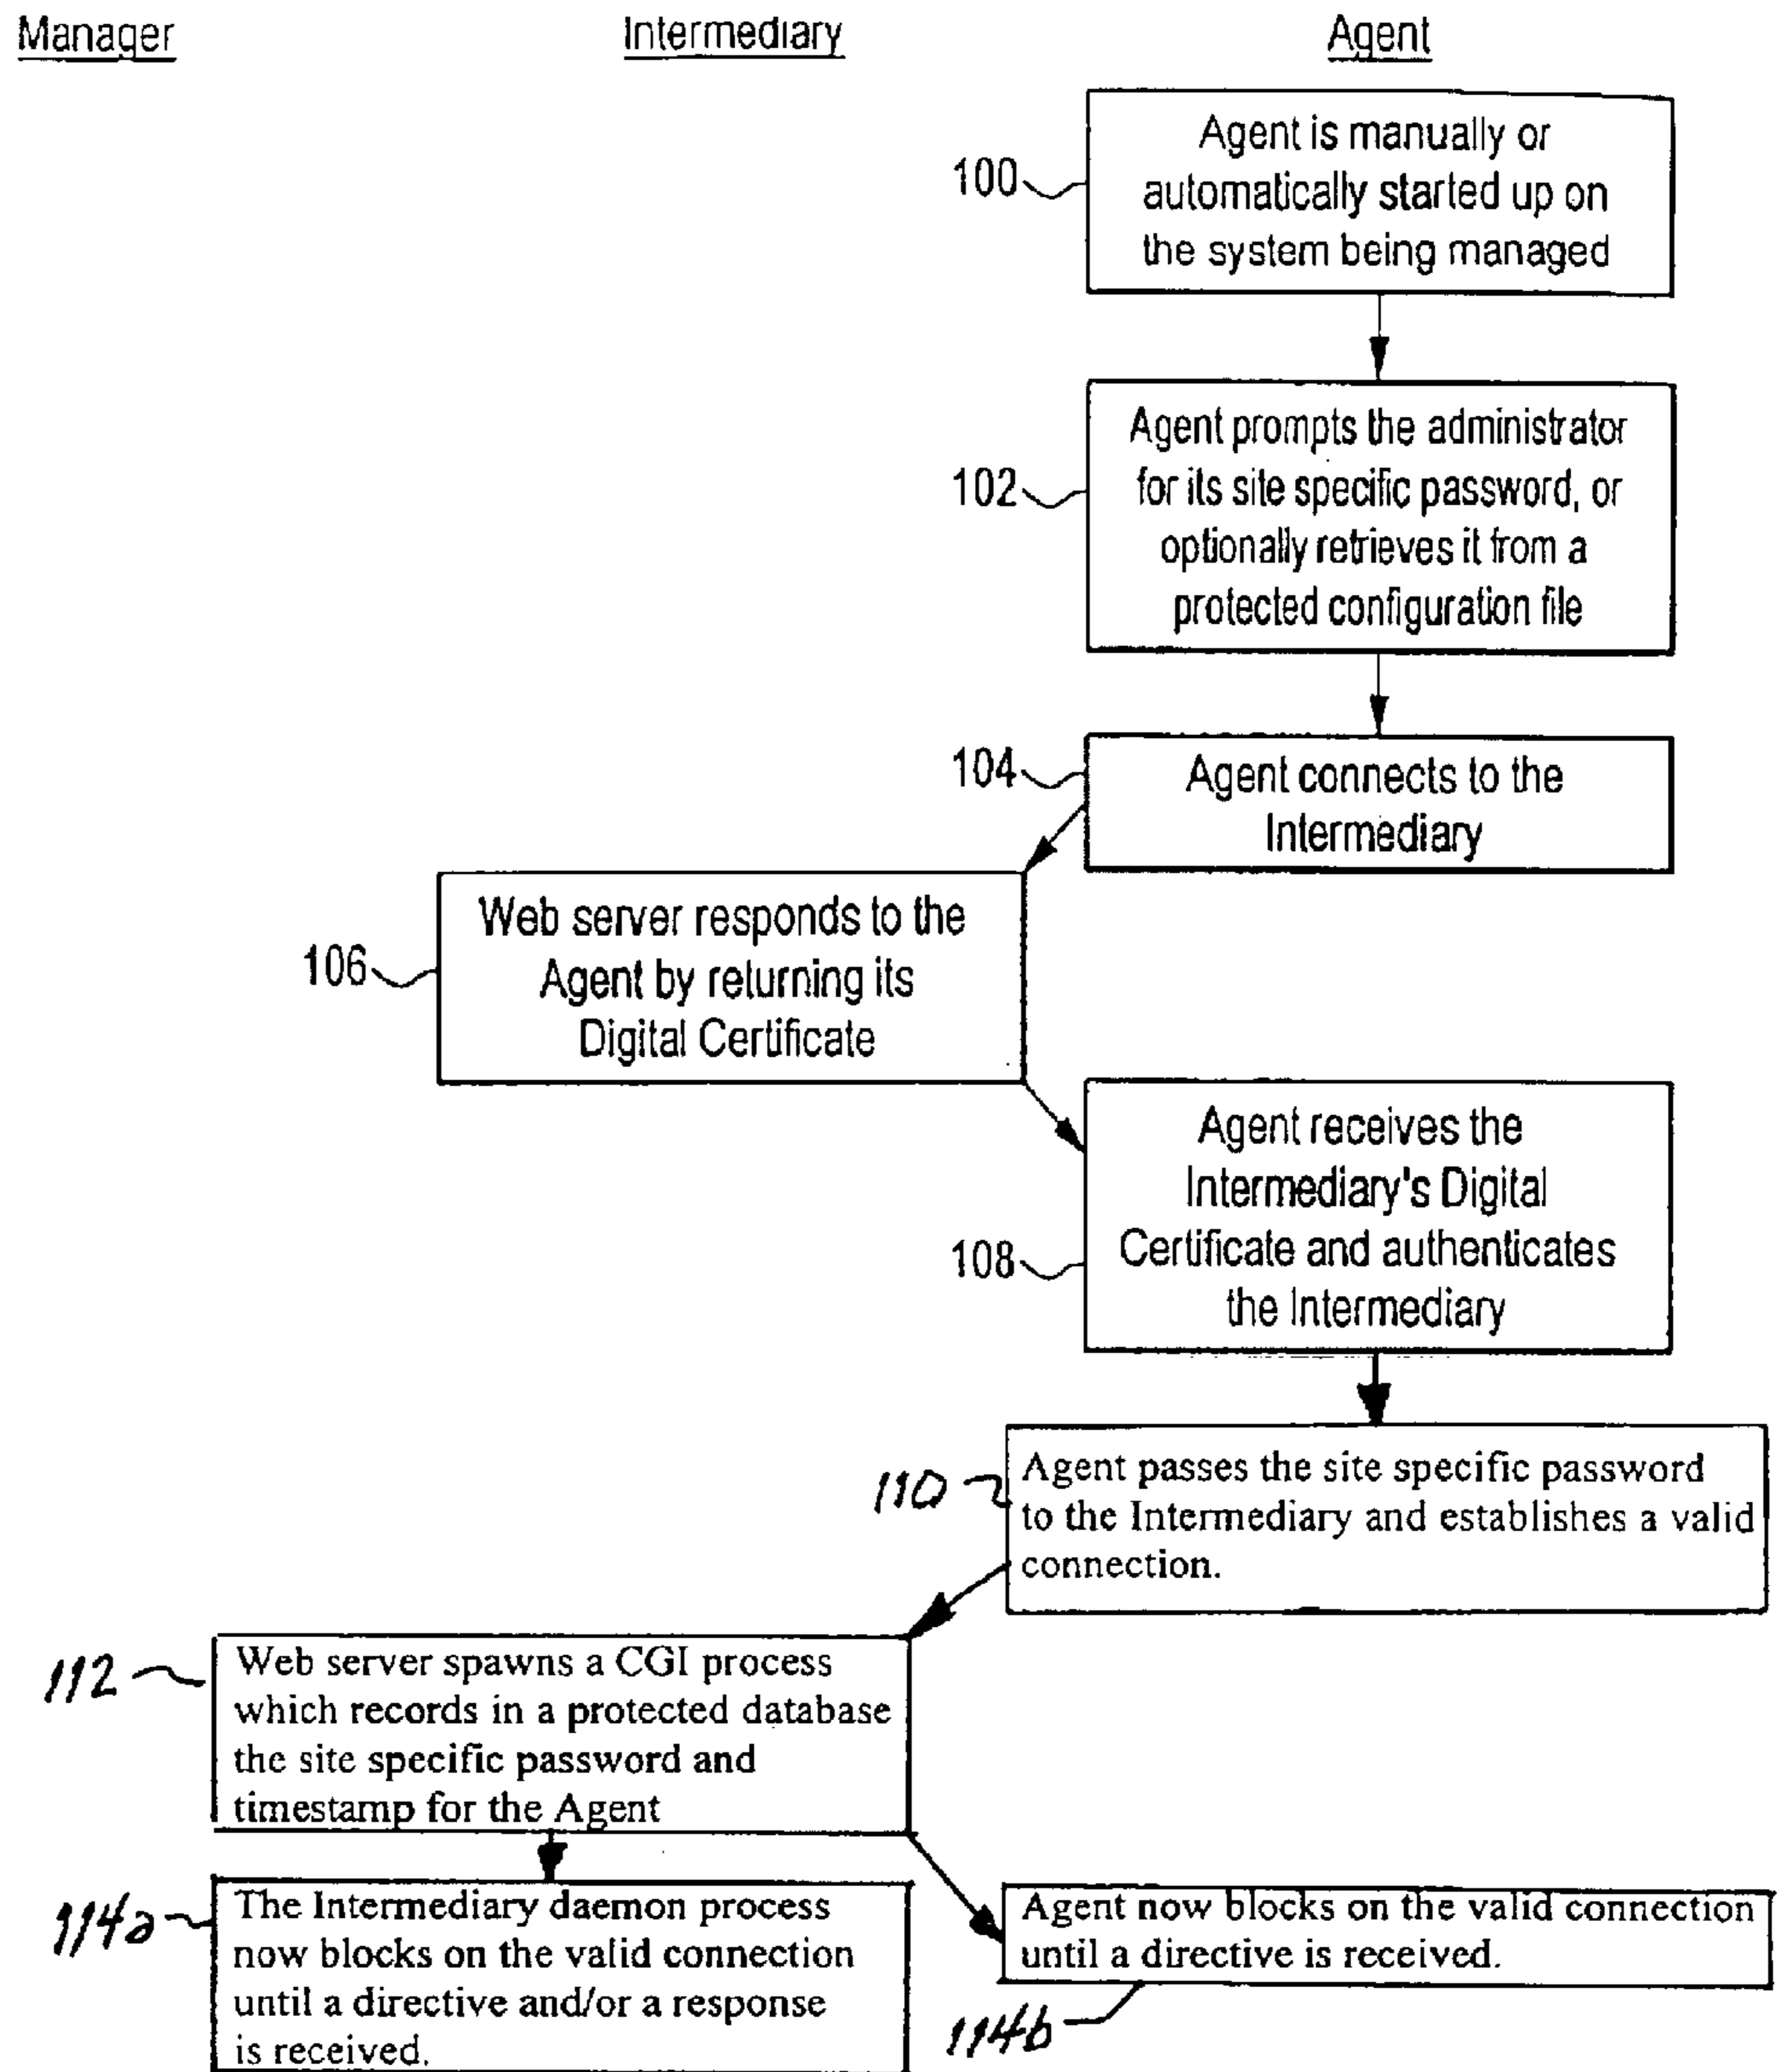 Manager
Intermediary
Agent
100
Agent is manually or
automatically started up on
the system being managed
102
Agent prompts the administrator
for its site specific password, or
optionally retrieves it from a
protected configuration file
104
Agent connects to the
Intermediary
106
Web server responds to the
Agent by returning its
Digital Certificate
108
Agent receives the
Intermediary's Digital
Certificate and authenticates
the Intermediary
110
Agent passes the site specific password
to the Intermediary and establishes a valid
connection.
112
Web server spawns a CGI process
which records in a protected database
the site specific password and
timestamp for the Agent
114a
The Intermediary daemon process
now blocks on the valid connection
until a directive and/or a response
is received.
Agent now blocks on the valid connection
until a directive is received.
114b